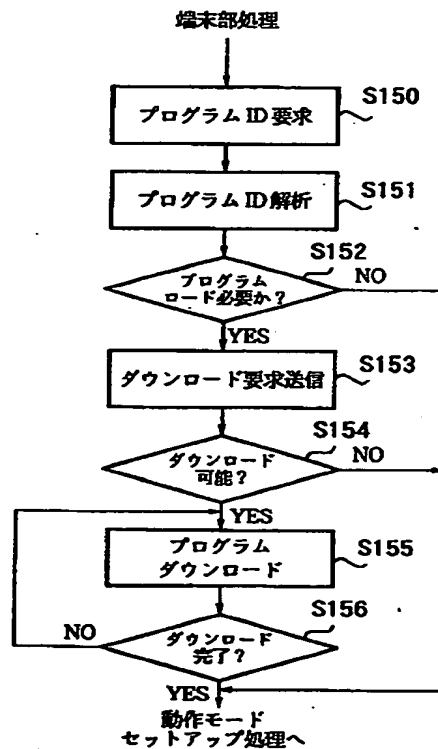 端末部処理
プログラム ID 要求
S150
プログラム ID 解析
S151
S152
プログラム
ロード必要か？
NO
YES
ダウンロード要求送信
S153
S154
ダウンロード
可能？
NO
YES
プログラム
ダウンロード
S155
S156
ダウンロード
完了？
NO
YES
動作モード
セットアップ処理へ